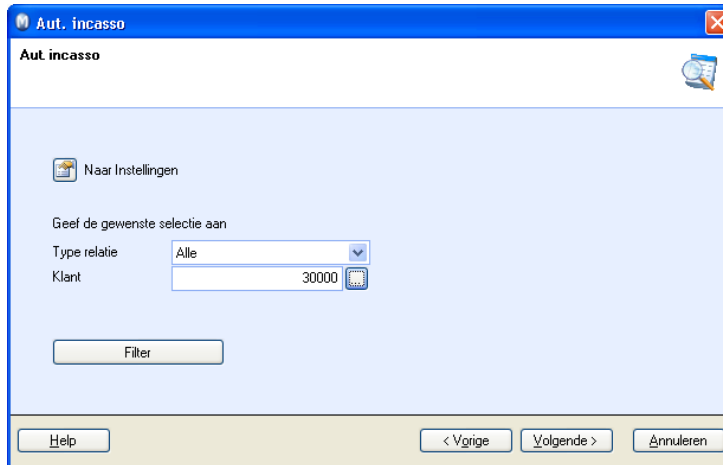 Aut. incasso
Aut. incasso
Naar Instellingen
Geef de gewenste selectie aan
Type relatie Alle
Klant 30000 ...
Filter
Help < Vorige Volgende > Annuleren